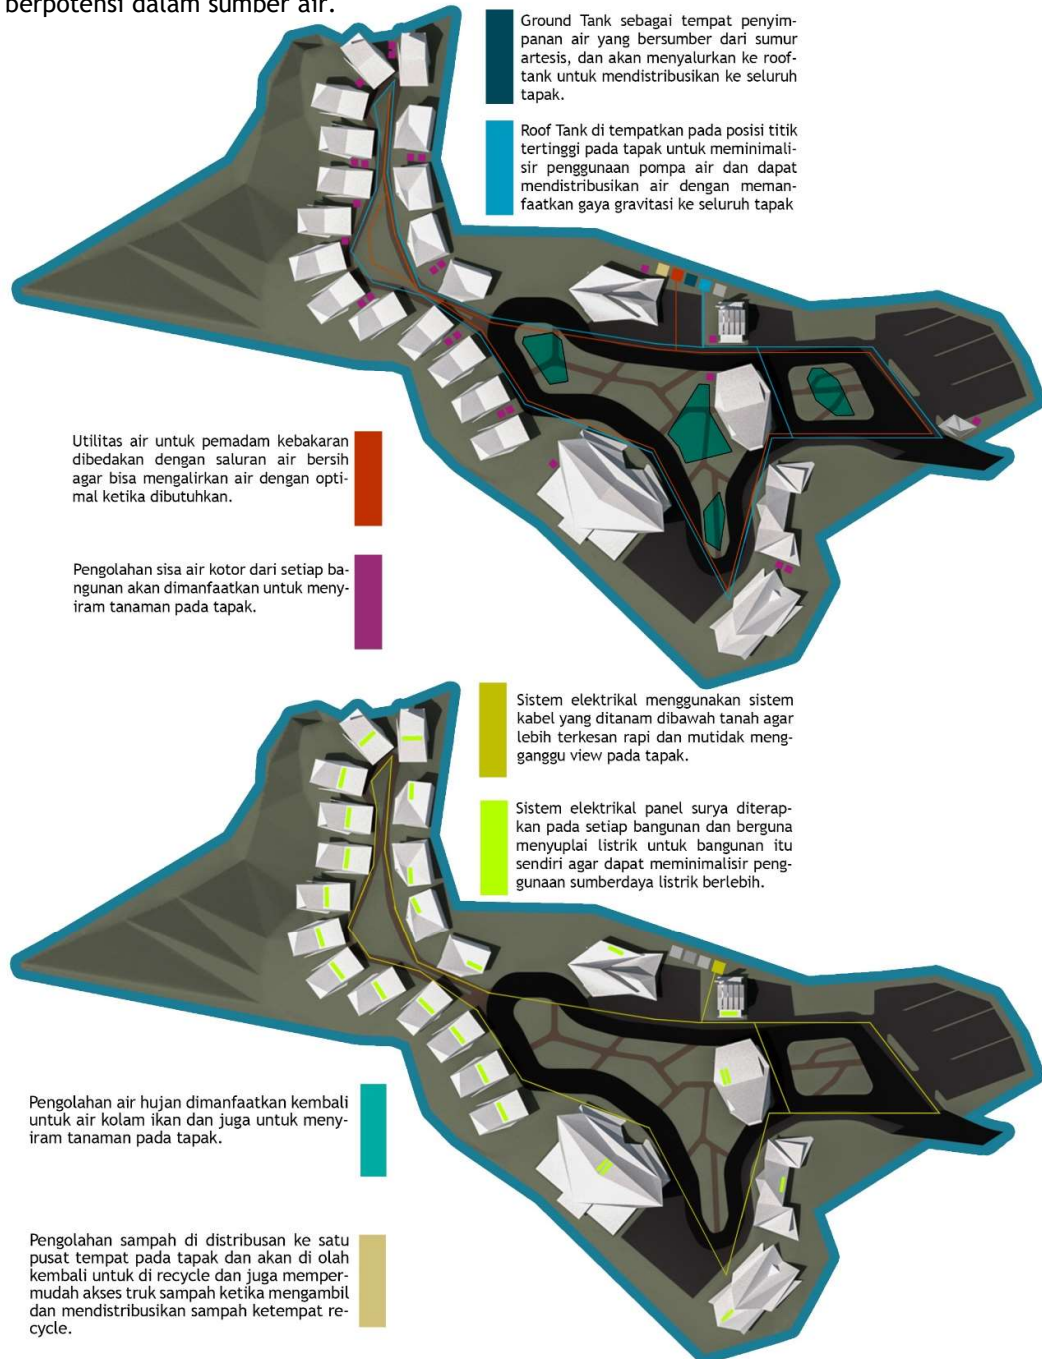 berpotensi dalam sumber air.
Ground Tank sebagai tempat penyim-
panan air yang bersumber dari sumur
artesis, dan akan menyalurkan ke roof-
tank untuk mendistribusikan ke seluruh
tapak.
Roof Tank di tempatkan pada posisi titik
tertinggi pada tapak untuk meminimali-
sir penggunaan pompa air dan dapat
mendistribusikan air dengan meman-
faatkan gaya gravitasi ke seluruh tapak
Utilitas air untuk pemadam kebakaran
dibedakan dengan saluran air bersih
agar bisa mengalirkan air dengan opti-
mal ketika dibutuhkan.
Pengolahan sisa air kotor dari setiap ba-
ngunan akan dimanfaatkan untuk meny-
iram tanaman pada tapak.
Sistem elektrikal menggunakan sistem
kabel yang ditanam dibawah tanah agar
lebih terkesan rapi dan mutidak meng-
ganggu view pada tapak.
Sistem elektrikal panel surya diterap-
kan pada setiap bangunan dan berguna
menyuplai listrik untuk bangunan itu
sendiri agar dapat meminimalisir peng-
gunaan sumberdaya listrik berlebih.
Pengolahan air hujan dimanfaatkan kembali
untuk air kolam ikan dan juga untuk meny-
iram tanaman pada tapak.
Pengolahan sampah di distribusan ke satu
pusat tempat pada tapak dan akan di olah
kembali untuk di recycle dan juga memper-
mudah akses truk sampah ketika mengambil
dan mendistribusikan sampah ketempat re-
cycle.